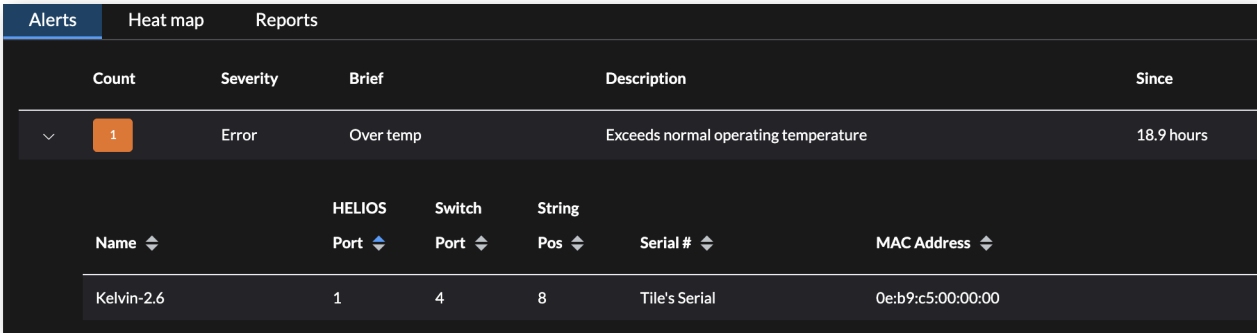 Alerts Heat map Reports
Count Severity Brief Description Since
1 Error Over temp Exceeds normal operating temperature 18.9 hours
HELIOS Switch String
Name Port Port Pos Serial # MAC Address
Kelvin-2.6 1 4 8 Tile's Serial 0e:b9:c5:00:00:00